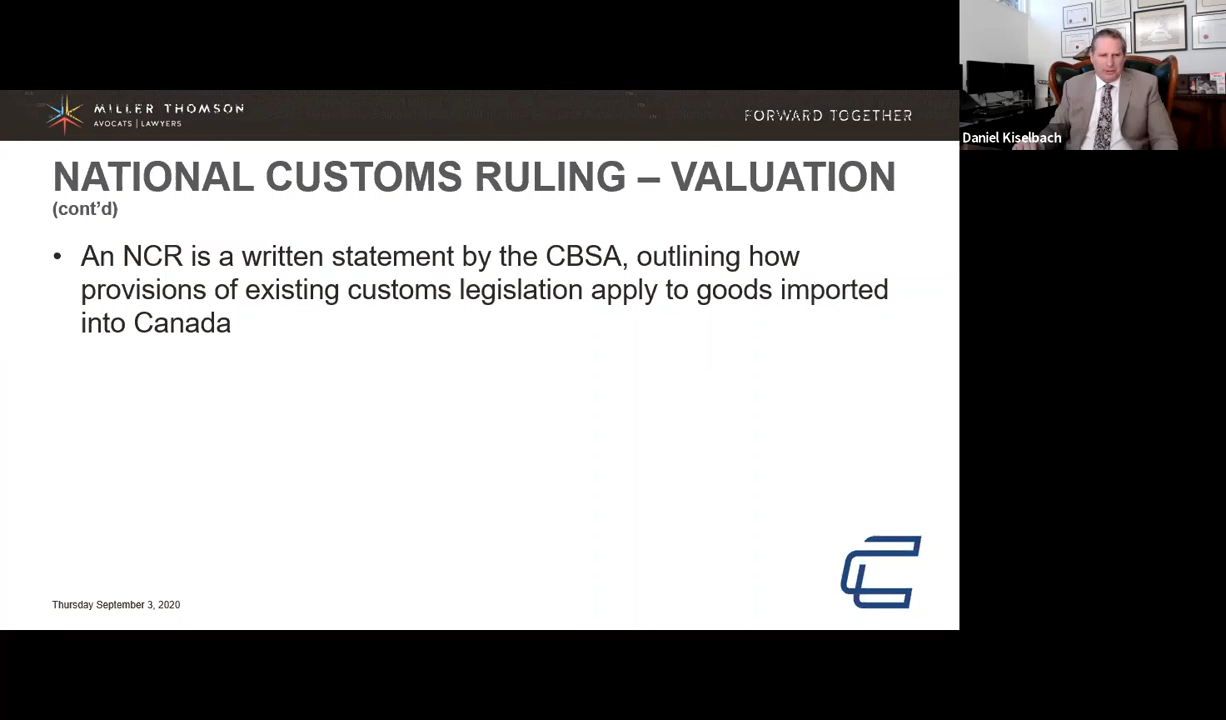 MILLER THOMSON
AVOCATS | LAWYERS
FORWARD TOGETHER
Daniel Kiselbach
NATIONAL CUSTOMS RULING – VALUATION
(cont’d)
• An NCR is a written statement by the CBSA, outlining how
provisions of existing customs legislation apply to goods imported
into Canada
Thursday September 3, 2020